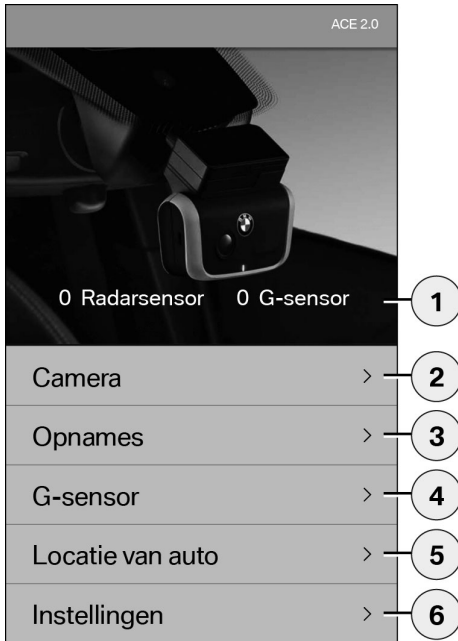 ACE 2.0
0 Radarsensor 0 G-sensor 1
Camera > 2
Opnames > 3
G-sensor > 4
Locatie van auto > 5
Instellingen > 6